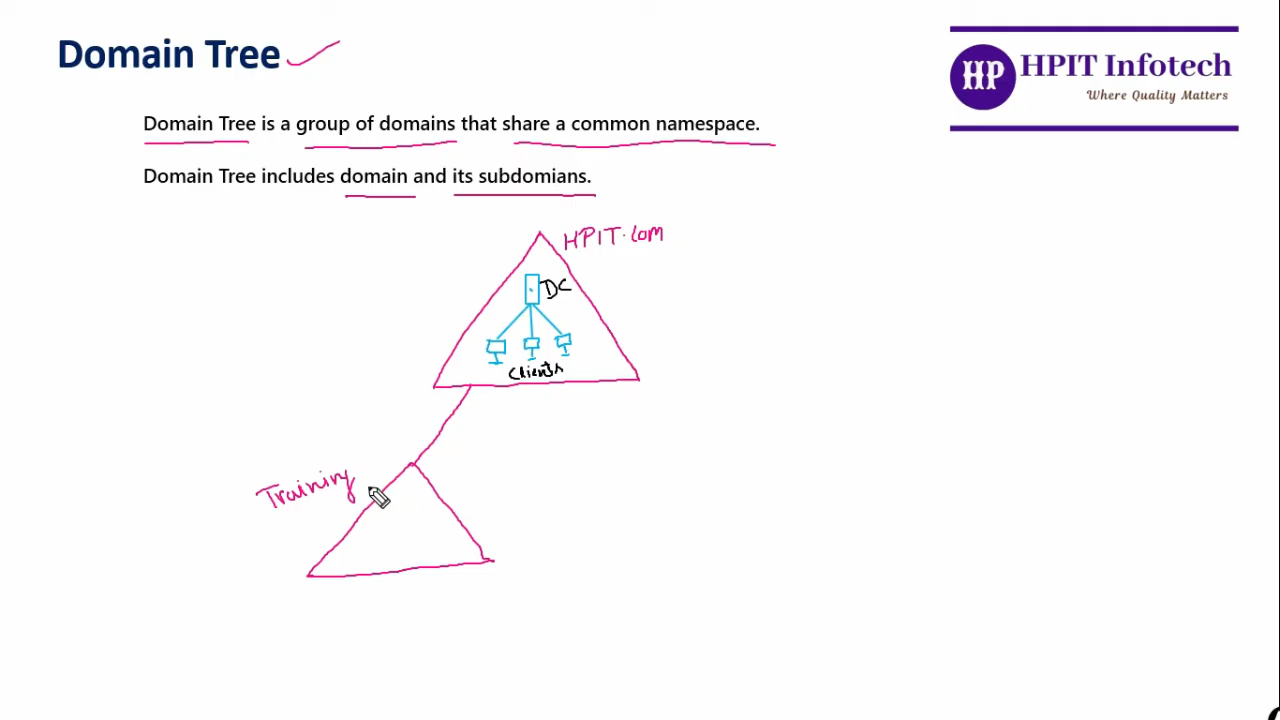 Domain Tree
HP HPIT Infotech
Where Quality Matters
Domain Tree is a group of domains that share a common namespace.
Domain Tree includes domain and its subdomians.
HPIT.com
DC
Clients
Training